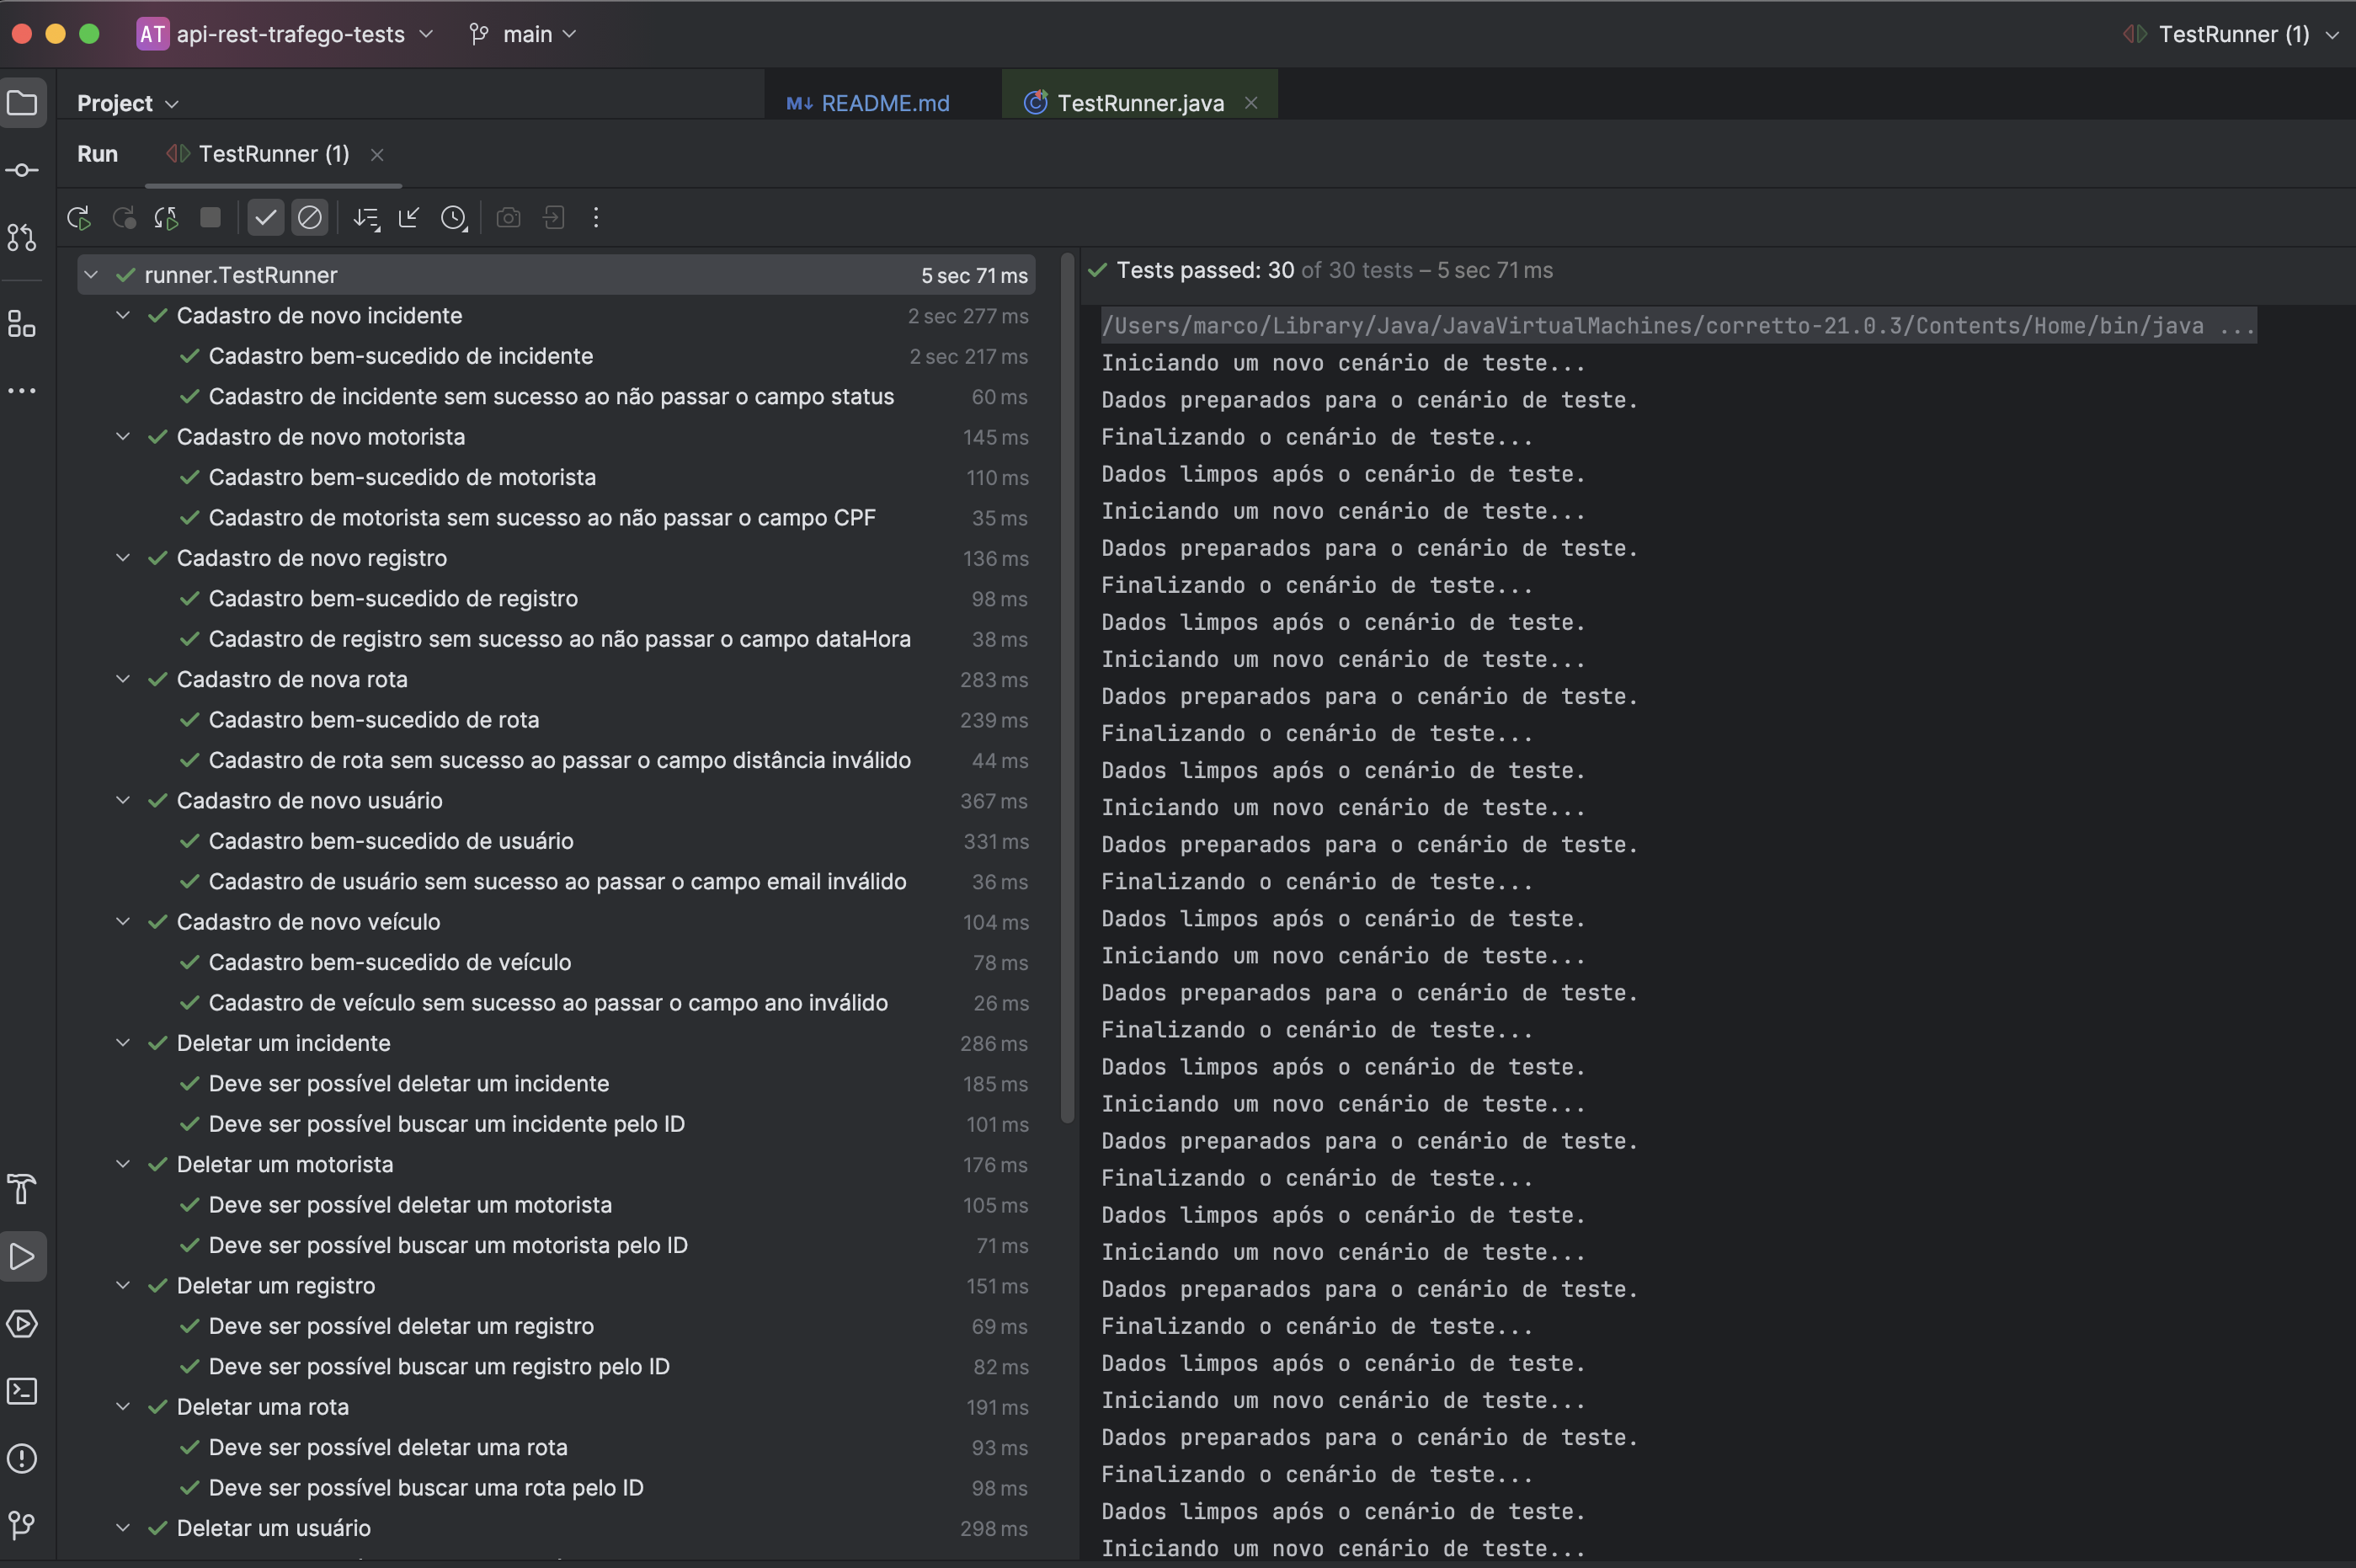 AT api-rest-trafego-tests main TestRunner (1)
Project M↓ README.md TestRunner.java
Run TestRunner (1)
runner.TestRunner 5 sec 71 ms
Cadastro de novo incidente 2 sec 277 ms
Cadastro bem-sucedido de incidente 2 sec 217 ms
Cadastro de incidente sem sucesso ao não passar o campo status 60 ms
Cadastro de novo motorista 145 ms
Cadastro bem-sucedido de motorista 110 ms
Cadastro de motorista sem sucesso ao não passar o campo CPF 35 ms
Cadastro de novo registro 136 ms
Cadastro bem-sucedido de registro 98 ms
Cadastro de registro sem sucesso ao não passar o campo dataHora 38 ms
Cadastro de nova rota 283 ms
Cadastro bem-sucedido de rota 239 ms
Cadastro de rota sem sucesso ao passar o campo distância inválido 44 ms
Cadastro de novo usuário 367 ms
Cadastro bem-sucedido de usuário 331 ms
Cadastro de usuário sem sucesso ao passar o campo email inválido 36 ms
Cadastro de novo veículo 104 ms
Cadastro bem-sucedido de veículo 78 ms
Cadastro de veículo sem sucesso ao passar o campo ano inválido 26 ms
Deletar um incidente 286 ms
Deve ser possível deletar um incidente 185 ms
Deve ser possível buscar um incidente pelo ID 101 ms
Deletar um motorista 176 ms
Deve ser possível deletar um motorista 105 ms
Deve ser possível buscar um motorista pelo ID 71 ms
Deletar um registro 151 ms
Deve ser possível deletar um registro 69 ms
Deve ser possível buscar um registro pelo ID 82 ms
Deletar uma rota 191 ms
Deve ser possível deletar uma rota 93 ms
Deve ser possível buscar uma rota pelo ID 98 ms
Deletar um usuário 298 ms
Tests passed: 30 of 30 tests – 5 sec 71 ms
/Users/marco/Library/Java/JavaVirtualMachines/corretto-21.0.3/Contents/Home/bin/java ...
Iniciando um novo cenário de teste...
Dados preparados para o cenário de teste.
Finalizando o cenário de teste...
Dados limpos após o cenário de teste.
Iniciando um novo cenário de teste...
Dados preparados para o cenário de teste.
Finalizando o cenário de teste...
Dados limpos após o cenário de teste.
Iniciando um novo cenário de teste...
Dados preparados para o cenário de teste.
Finalizando o cenário de teste...
Dados limpos após o cenário de teste.
Iniciando um novo cenário de teste...
Dados preparados para o cenário de teste.
Finalizando o cenário de teste...
Dados limpos após o cenário de teste.
Iniciando um novo cenário de teste...
Dados preparados para o cenário de teste.
Finalizando o cenário de teste...
Dados limpos após o cenário de teste.
Iniciando um novo cenário de teste...
Dados preparados para o cenário de teste.
Finalizando o cenário de teste...
Dados limpos após o cenário de teste.
Iniciando um novo cenário de teste...
Dados preparados para o cenário de teste.
Finalizando o cenário de teste...
Dados limpos após o cenário de teste.
Iniciando um novo cenário de teste...
Dados preparados para o cenário de teste.
Finalizando o cenário de teste...
Dados limpos após o cenário de teste.
Iniciando um novo cenário de teste...